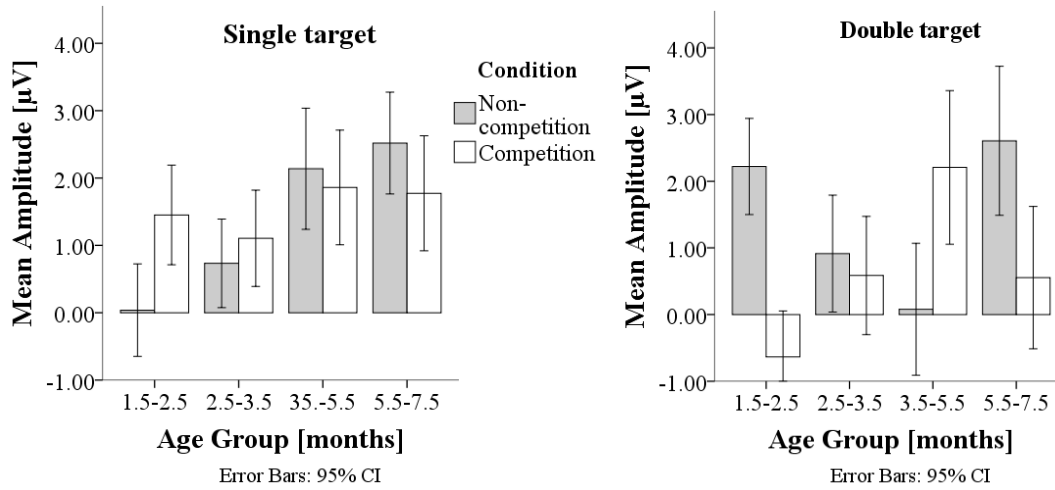 Single target
Mean Amplitude [µV]
4.00
3.00
2.00
1.00
0.00
-1.00
1.5-2.5 2.5-3.5 35.-5.5 5.5-7.5
Age Group [months]
Error Bars: 95% CI
Condition
Non-
competition
Competition
Double target
Mean Amplitude [µV]
4.00
3.00
2.00
1.00
0.00
-1.00
1.5-2.5 2.5-3.5 3.5-5.5 5.5-7.5
Age Group [months]
Error Bars: 95% CI